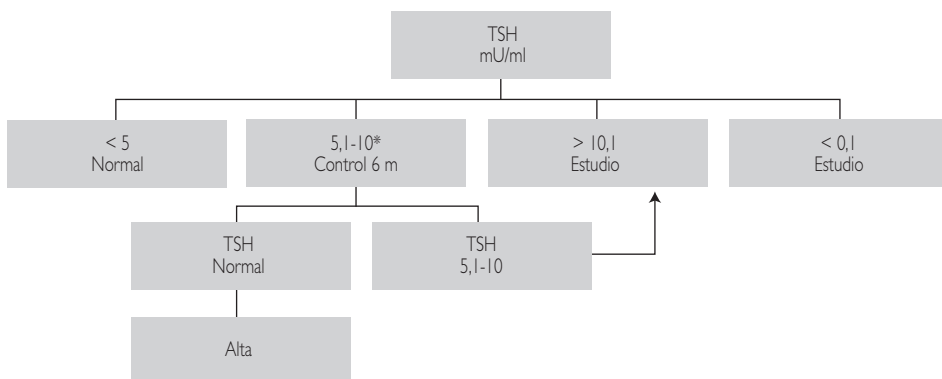 TSH
mU/ml
< 5
Normal
5,1-10*
Control 6 m
> 10,1
Estudio
< 0,1
Estudio
TSH
Normal
TSH
5,1-10
Alta